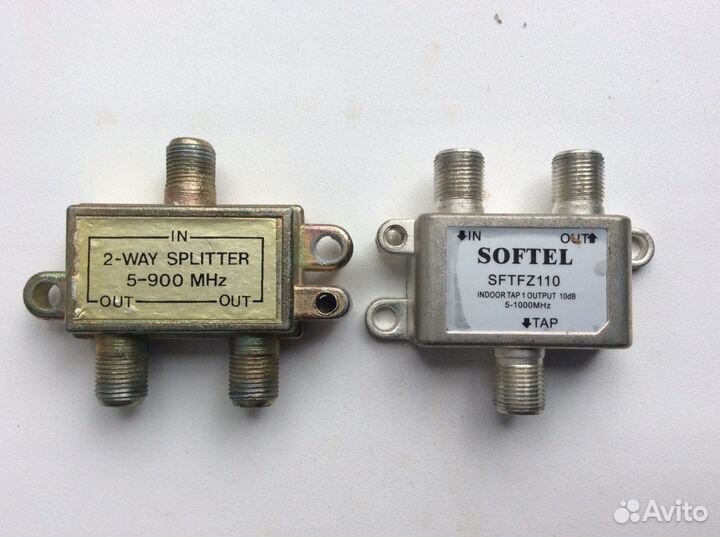 IN
2-WAY SPLITTER
5-900 MHz
OUT OUT
IN OUT
SOFTEL
SFTFZ110
INDOOR TAP 1 OUTPUT 10dB
5-1000MHz
TAP
Avito